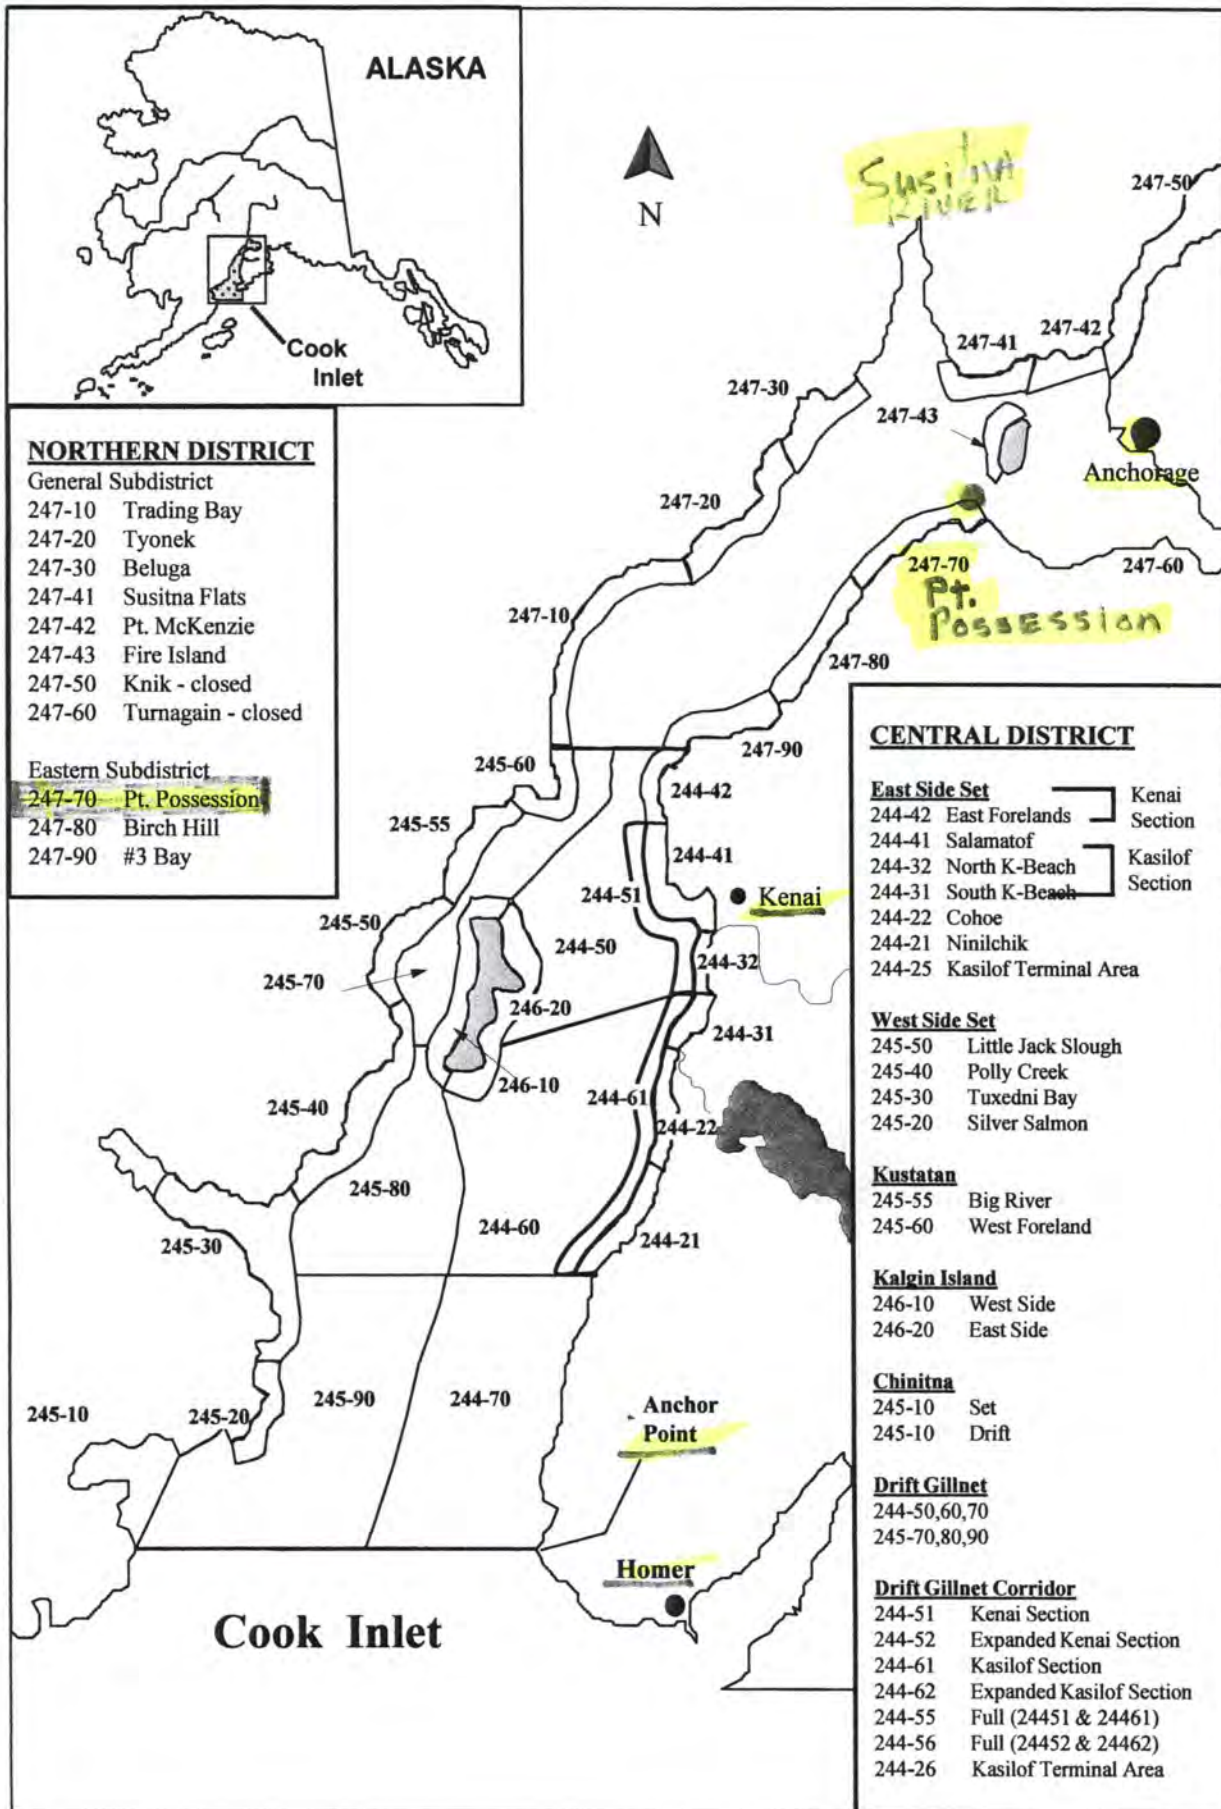 ALASKA
Cook
Inlet
N
Susitna
RIVER
247-50
247-41
247-42
247-30
247-43
Anchorage
247-20
247-70
Pt.
Possession
247-60
247-10
247-80
247-90
NORTHERN DISTRICT
General Subdistrict
247-10 Trading Bay
247-20 Tyonek
247-30 Beluga
247-41 Susitna Flats
247-42 Pt. McKenzie
247-43 Fire Island
247-50 Knik - closed
247-60 Turnagain - closed
Eastern Subdistrict
247-70 Pt. Possession
247-80 Birch Hill
247-90 #3 Bay
245-60
244-42
245-55
244-41
245-50
244-51
Kenai
244-50
244-32
245-70
246-20
244-31
246-10
245-40
244-61
244-22
245-80
244-60
245-30
244-21
245-10
245-20
245-90
244-70
Anchor
Point
Homer
Cook Inlet
CENTRAL DISTRICT
East Side Set
244-42 East Forelands
244-41 Salamatof
244-32 North K-Beach
244-31 South K-Beach
244-22 Cohoe
244-21 Ninilchik
244-25 Kasilof Terminal Area
Kenai
Section
Kasilof
Section
West Side Set
245-50 Little Jack Slough
245-40 Polly Creek
245-30 Tuxedni Bay
245-20 Silver Salmon
Kustatan
245-55 Big River
245-60 West Foreland
Kalgin Island
246-10 West Side
246-20 East Side
Chinitna
245-10 Set
245-10 Drift
Drift Gillnet
244-50,60,70
245-70,80,90
Drift Gillnet Corridor
244-51 Kenai Section
244-52 Expanded Kenai Section
244-61 Kasilof Section
244-62 Expanded Kasilof Section
244-55 Full (24451 & 24461)
244-56 Full (24452 & 24462)
244-26 Kasilof Terminal Area